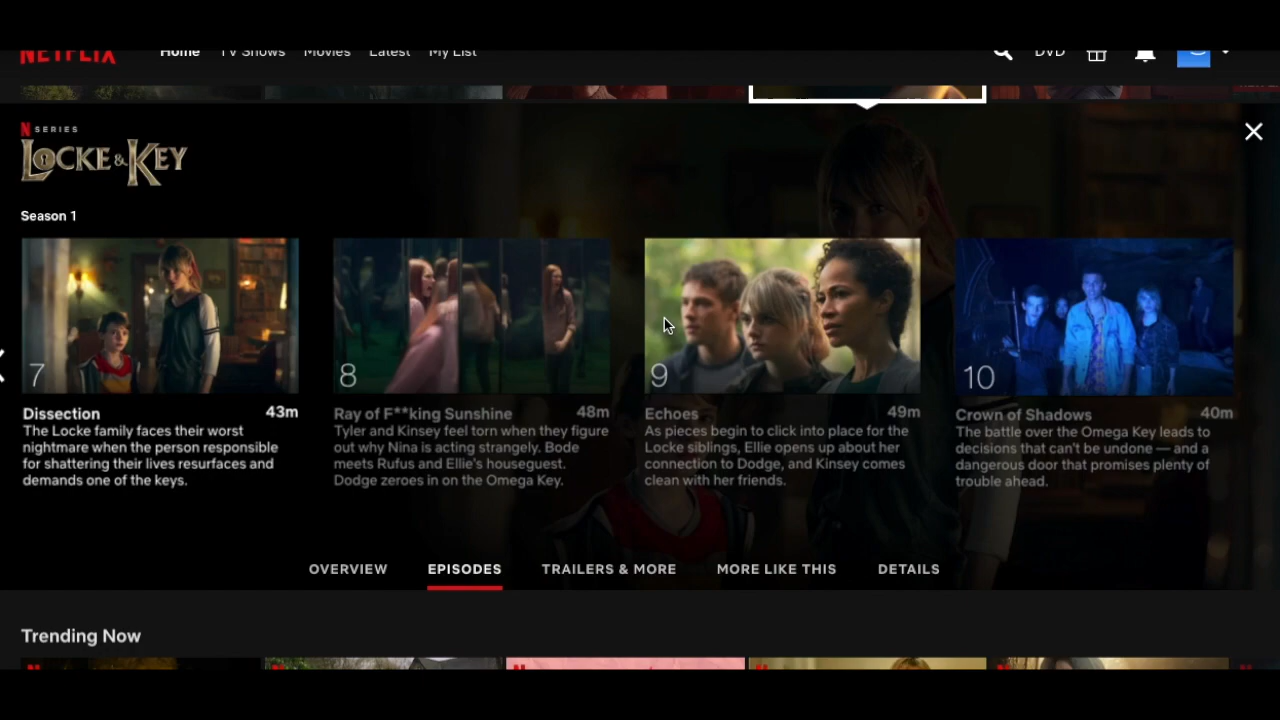 NETFLIX
Home TV Shows Movies Latest My List DVD
N SERIES
LOCKE & KEY
Season 1
7
8
9
10
Dissection 43m
The Locke family faces their worst
nightmare when the person responsible
for shattering their lives resurfaces and
demands one of the keys.
Ray of F**king Sunshine 48m
Tyler and Kinsey feel torn when they figure
out why Nina is acting strangely. Bode
meets Rufus and Ellie's houseguest.
Dodge zeroes in on the Omega Key.
Echoes 49m
As pieces begin to click into place for the
Locke siblings, Ellie opens up about her
connection to Dodge, and Kinsey comes
clean with her friends.
Crown of Shadows 40m
The battle over the Omega Key leads to
decisions that can't be undone — and a
dangerous door that promises plenty of
trouble ahead.
OVERVIEW EPISODES TRAILERS & MORE MORE LIKE THIS DETAILS
Trending Now